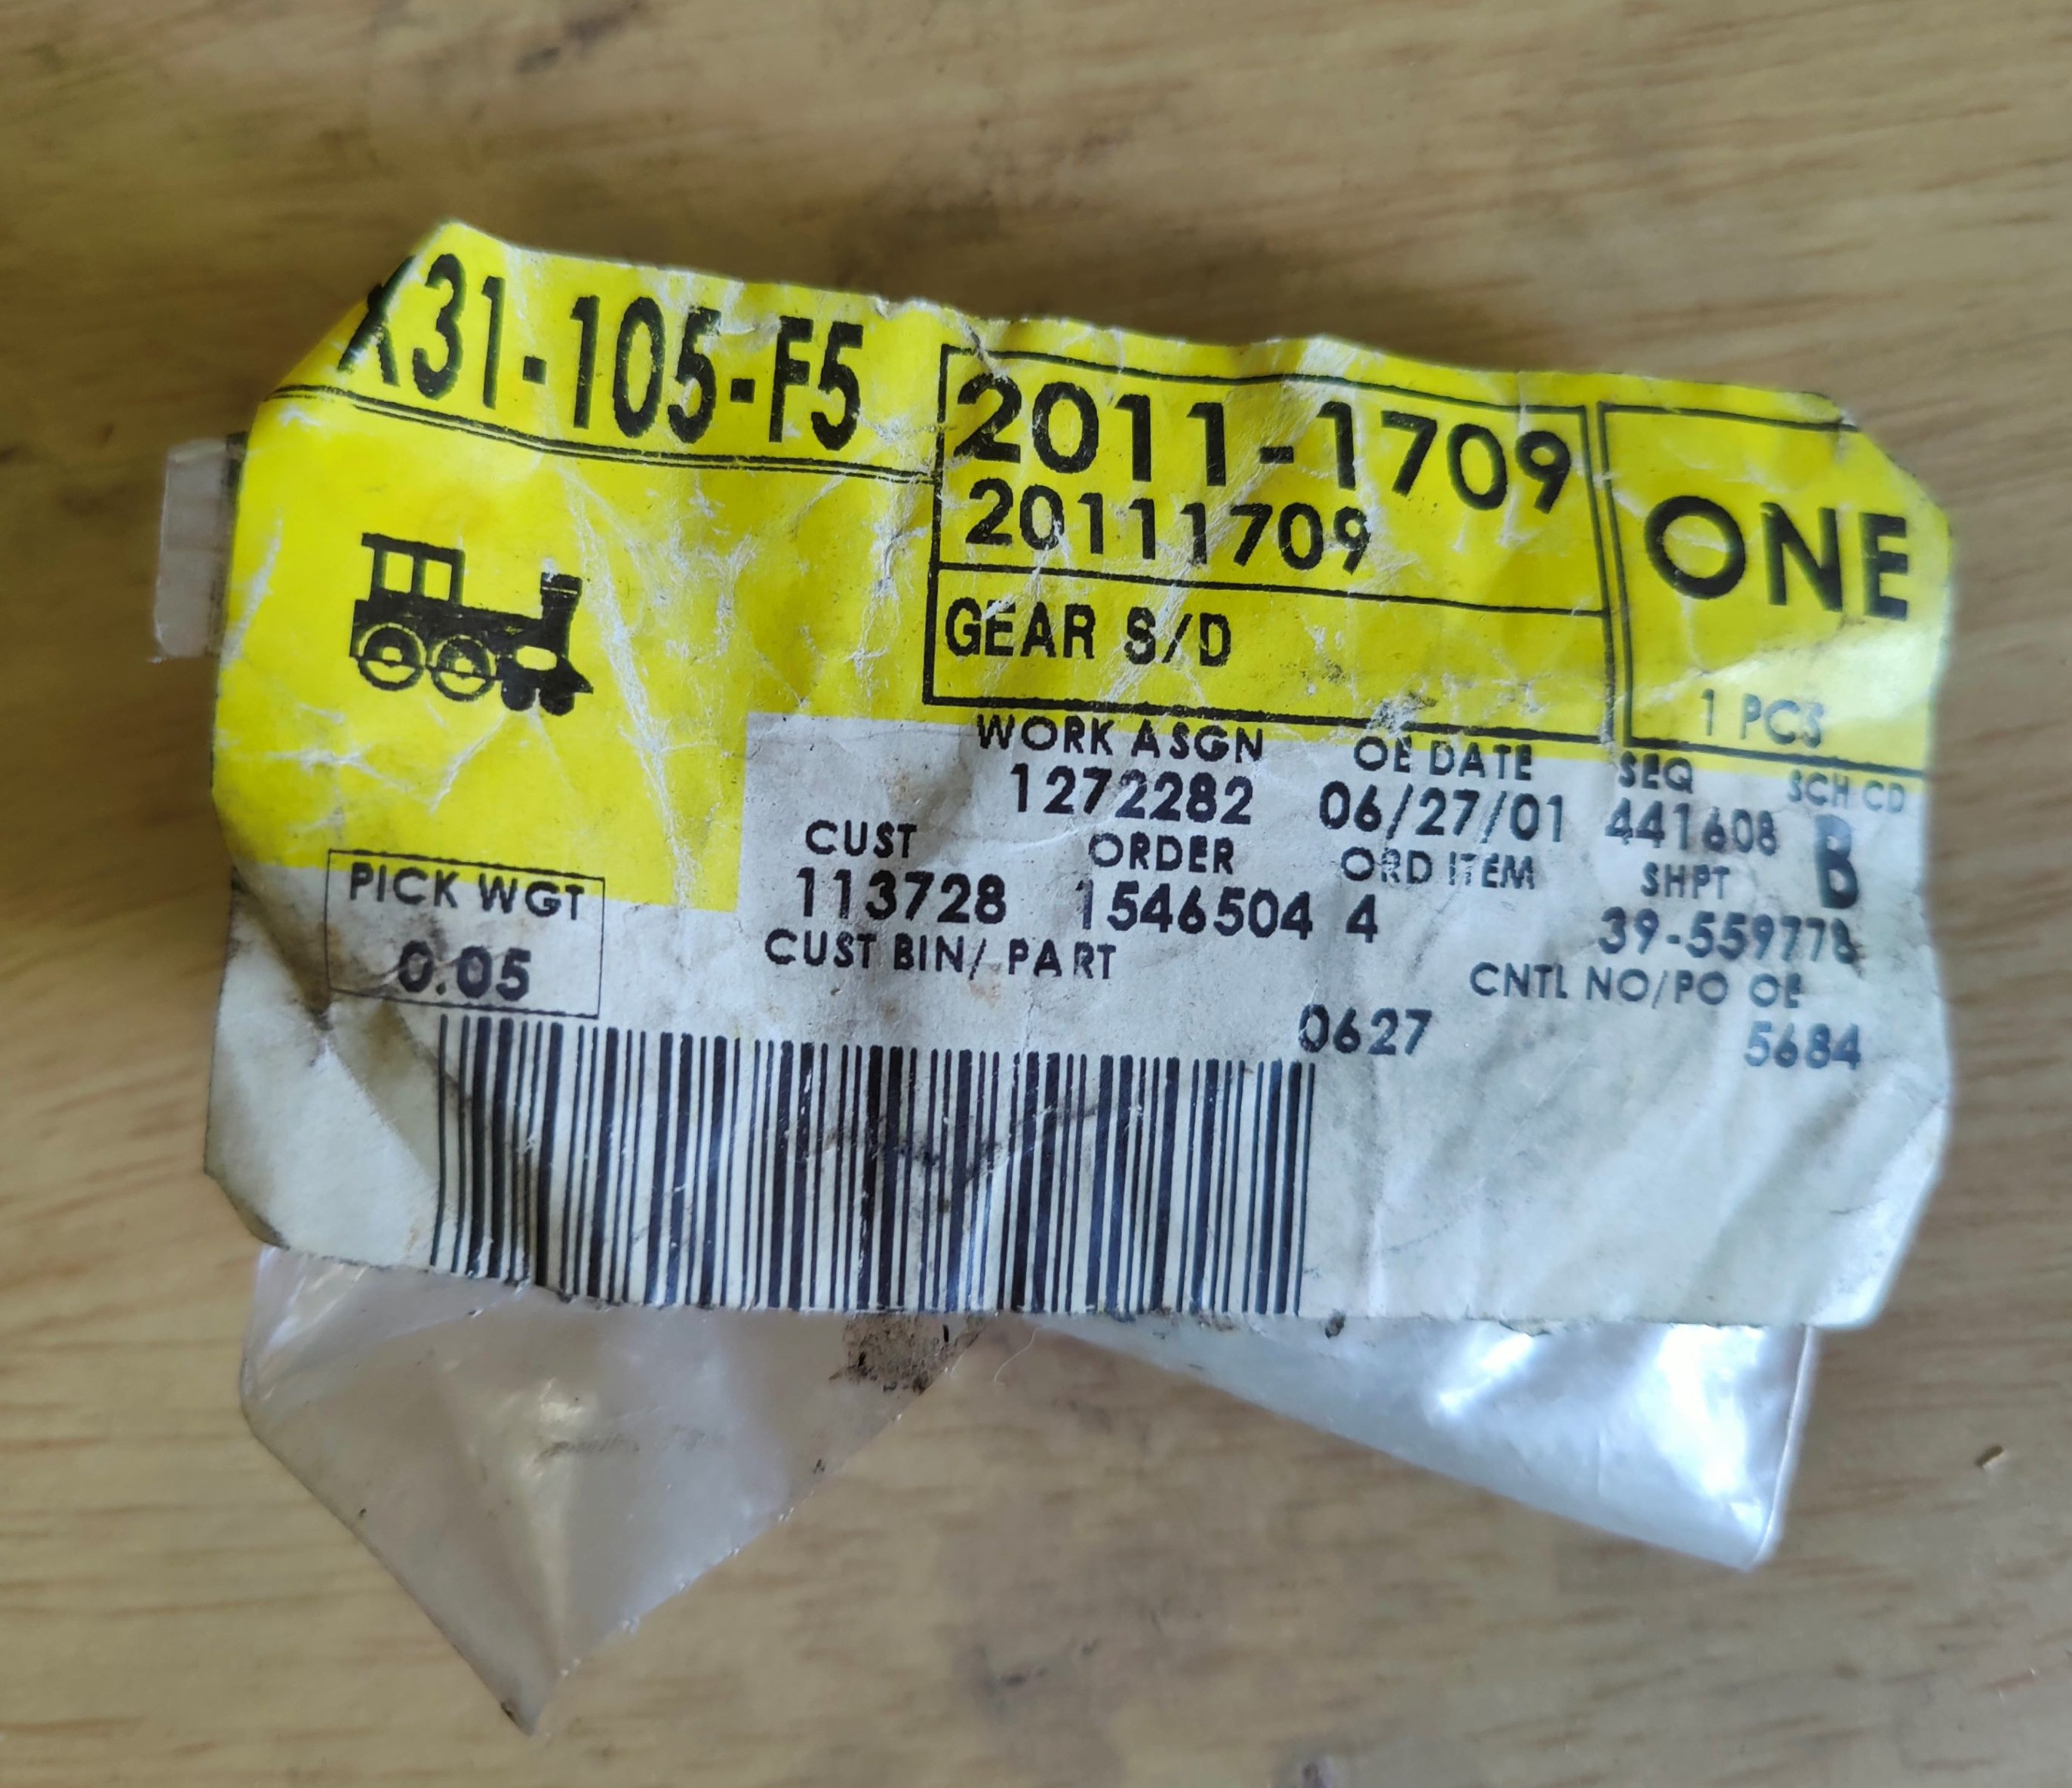 X31-105-F5
2011-1709
20111709
GEAR S/D
ONE
1 PCS
WORK ASGN OE DATE SEQ SCH CD
1272282 06/27/01 441608 B
CUST ORDER ORD ITEM SHPT
113728 1546504 4 39-559778
CUST BIN/ PART CNTL NO/PO OE
0627 5684
PICK WGT
0.05